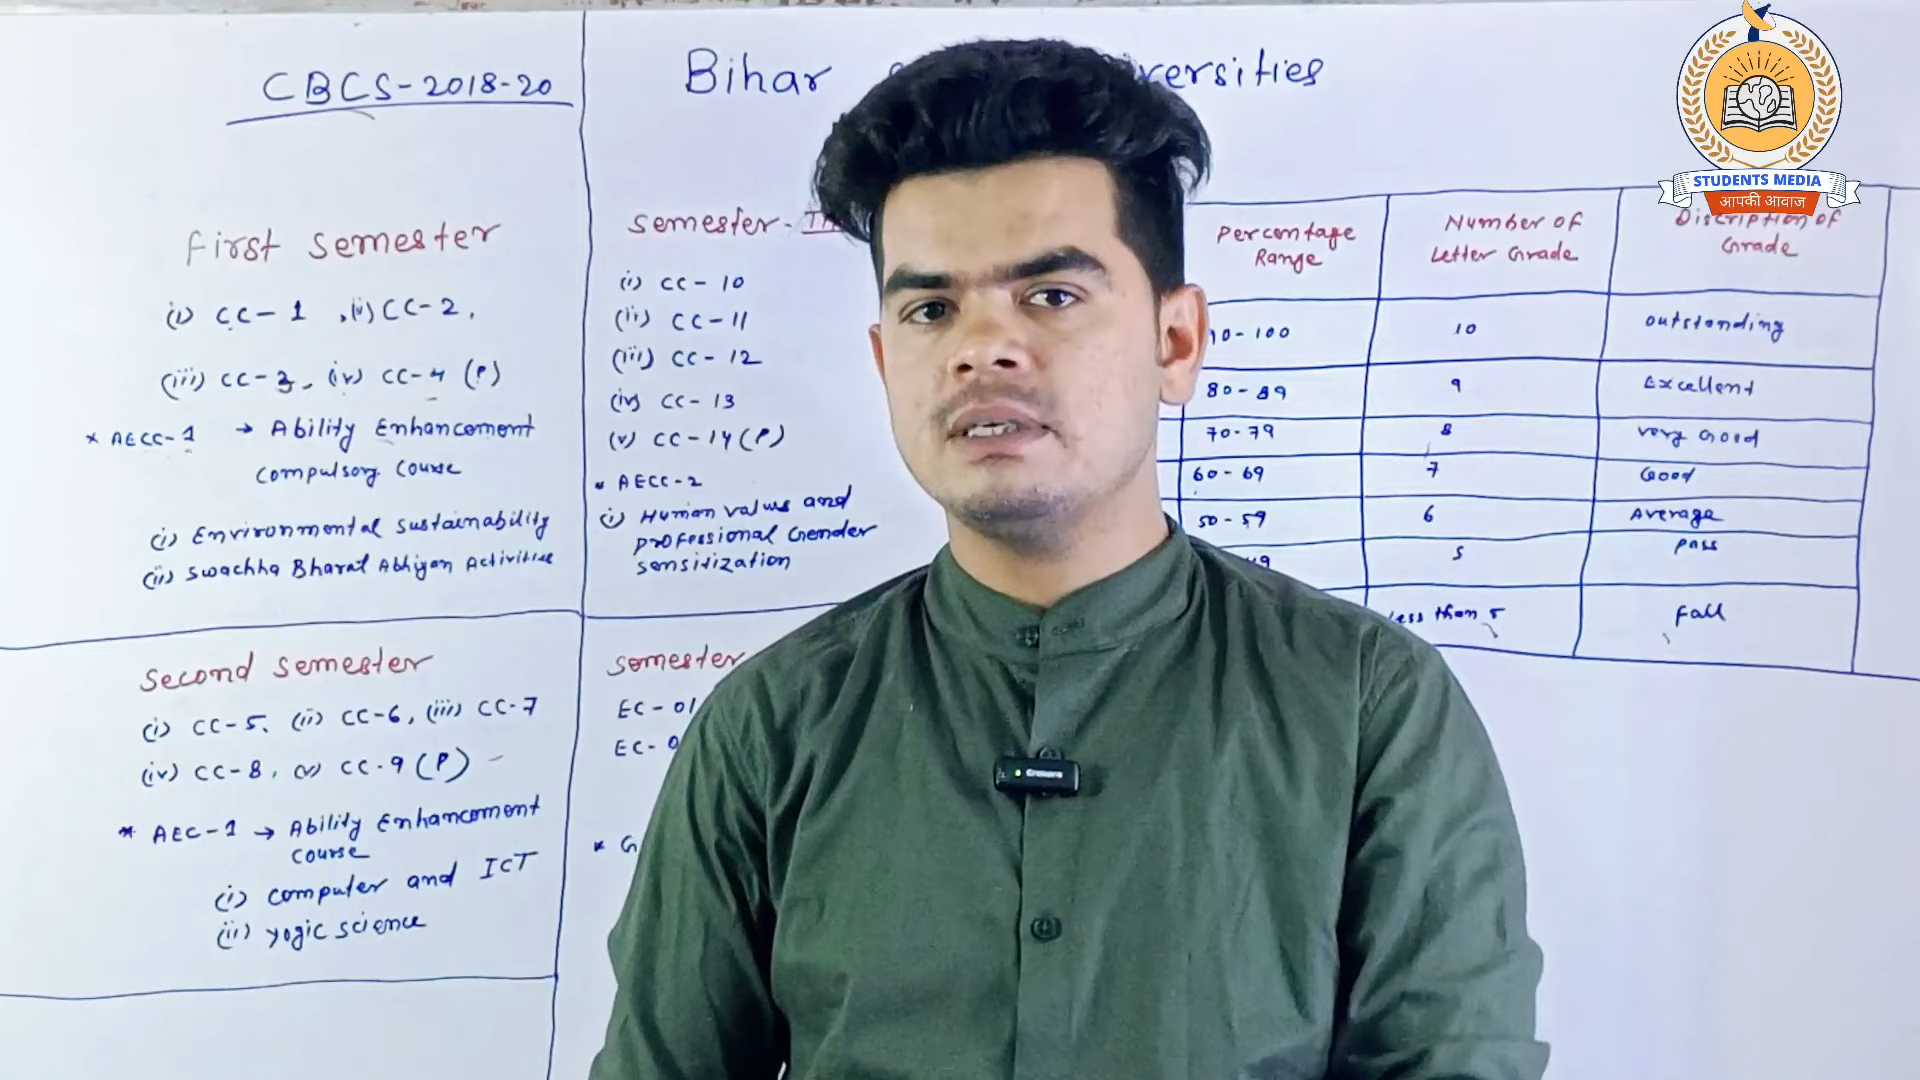 CBCS-2018-20
First semester
(i) CC-1, (ii) CC-2,
(iii) CC-3, (iv) CC-4 (P)
* AECC-1 → Ability Enhancement
compulsory course
(i) Environmental sustainability
(ii) Swachha Bharat Abhiyan Activities
second semester
(i) CC-5, (ii) CC-6, (iii) CC-7
(iv) CC-8, (v) CC-9 (P)
* AEC-1 → Ability Enhancement
course
(i) computer and ICT
(ii) yogic science
Bihar
semester-
(i) CC-10
(ii) CC-11
(iii) CC-12
(iv) CC-13
(v) CC-14 (P)
* AECC-2
(i) Human values and
professional Gender
sensitization
semester
EC-01
EC-0
* G
Percentage Range
Number of Letter Grade
Discription of Grade
0-100 10 outstanding
80-89 9 Excellent
70-79 8 very Good
60-69 7 Good
50-59 6 Average
49 5 pass
less than 5 Fail
STUDENTS MEDIA
आपकी आवाज
Crossara